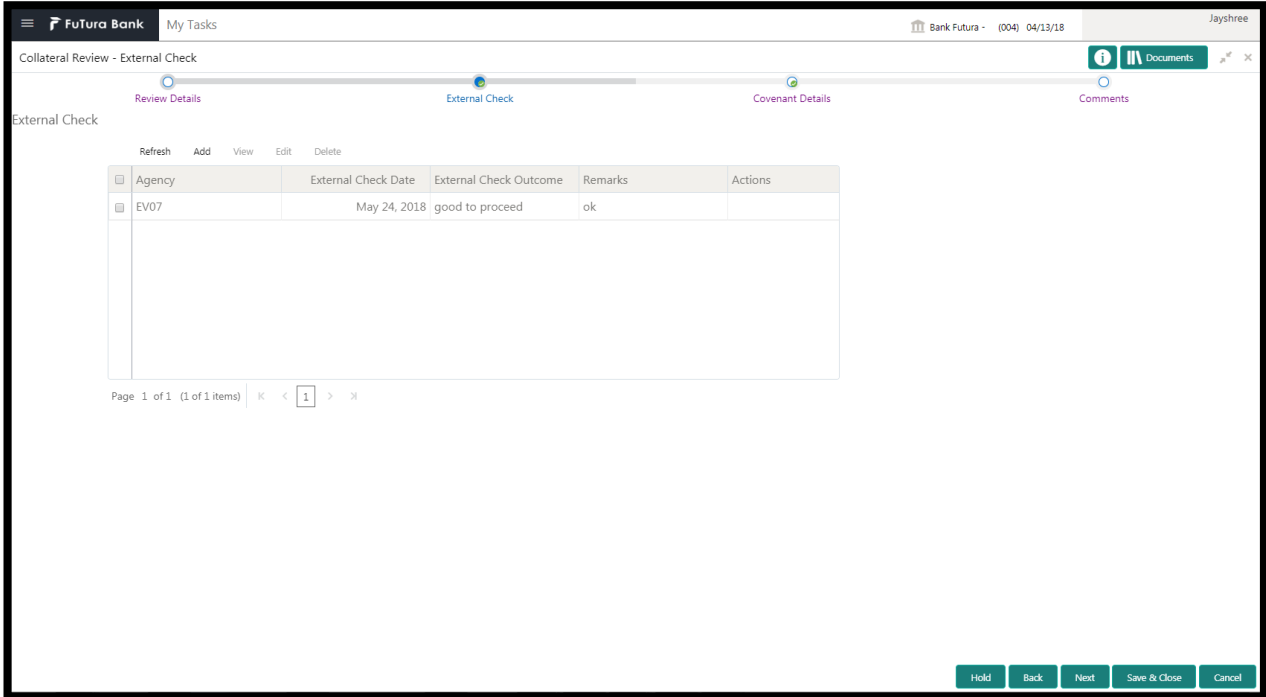 FuTura Bank My Tasks Bank Futura - (004) 04/13/18 Jayshree
Collateral Review - External Check i Documents
Review Details External Check Covenant Details Comments
External Check
Refresh Add View Edit Delete
Agency External Check Date External Check Outcome Remarks Actions
EV07 May 24, 2018 good to proceed ok
Page 1 of 1 (1 of 1 items) 1
Hold Back Next Save & Close Cancel